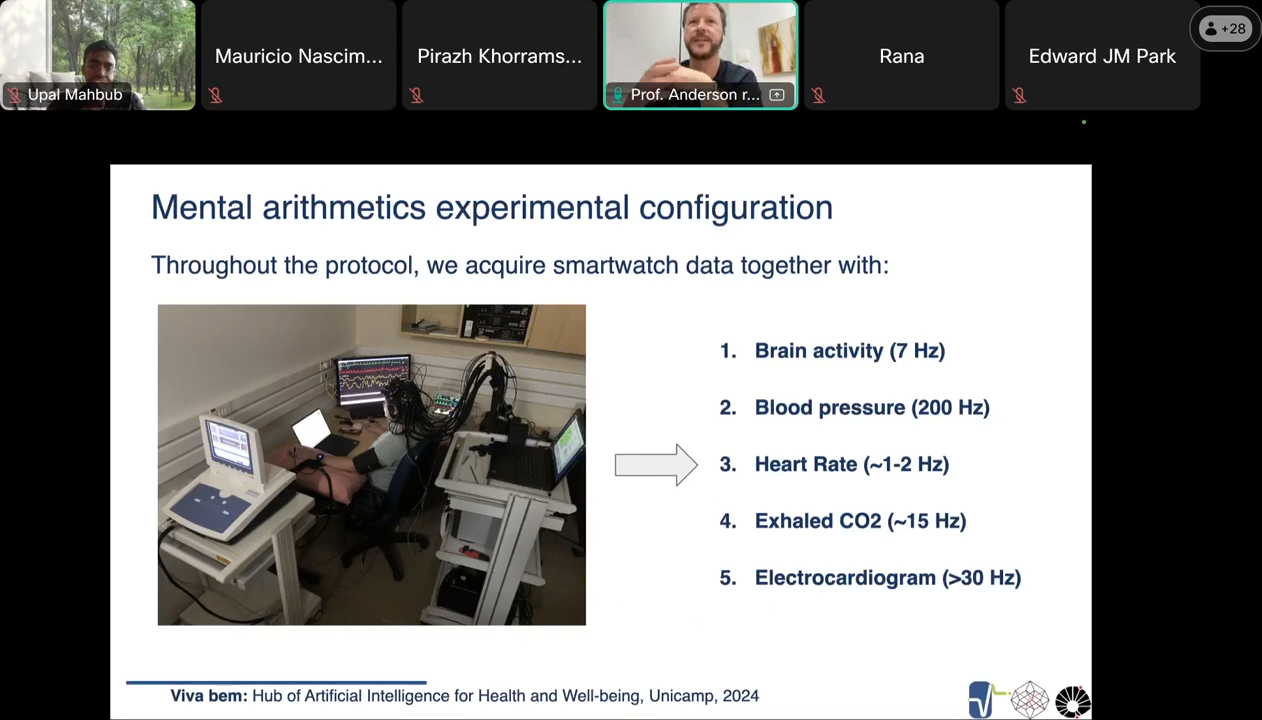 Upal Mahbub
Mauricio Nascim...
Pirazh Khorrams...
Prof. Anderson r...
Rana
Edward JM Park
+28
Mental arithmetics experimental configuration
Throughout the protocol, we acquire smartwatch data together with:
1. Brain activity (7 Hz)
2. Blood pressure (200 Hz)
3. Heart Rate (~1-2 Hz)
4. Exhaled CO2 (~15 Hz)
5. Electrocardiogram (>30 Hz)
Viva bem: Hub of Artificial Intelligence for Health and Well-being, Unicamp, 2024